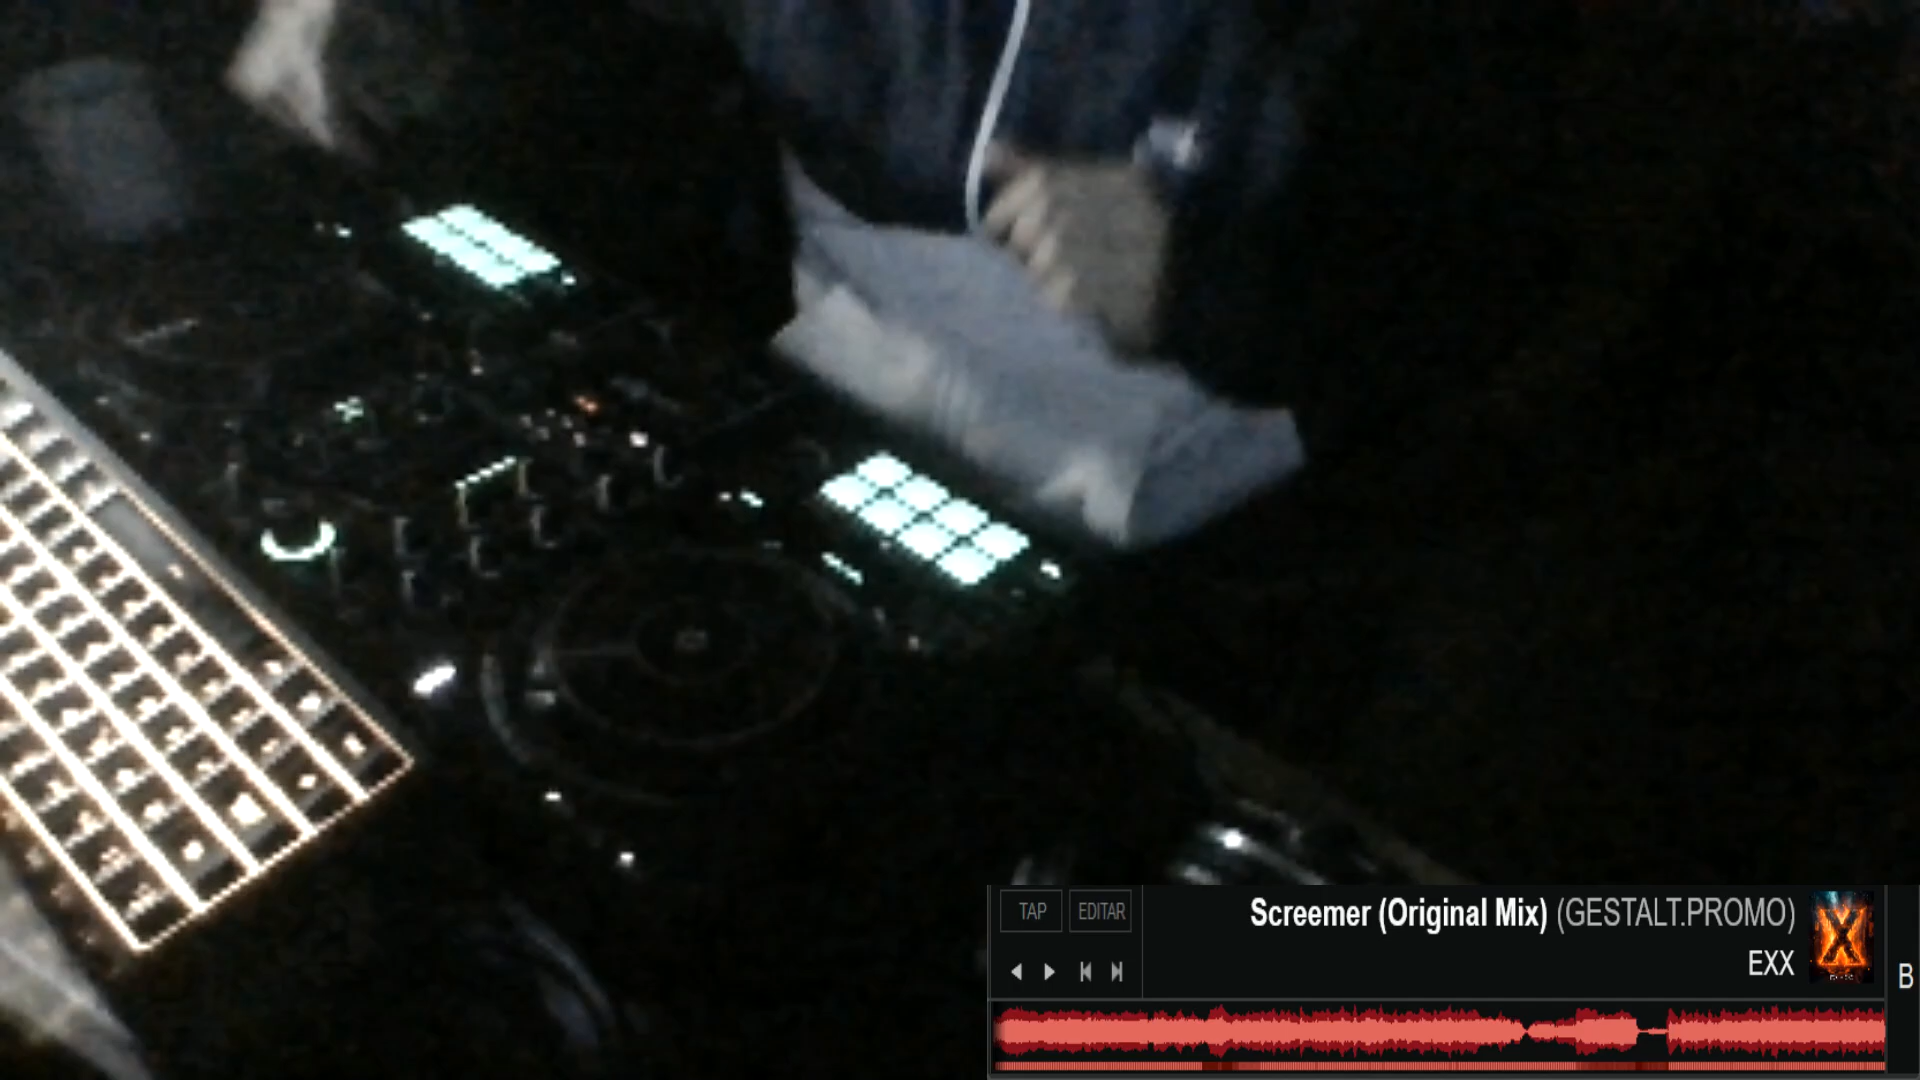 TAP EDITAR
Screemer (Original Mix) (GESTALT.PROMO)
EXX
B